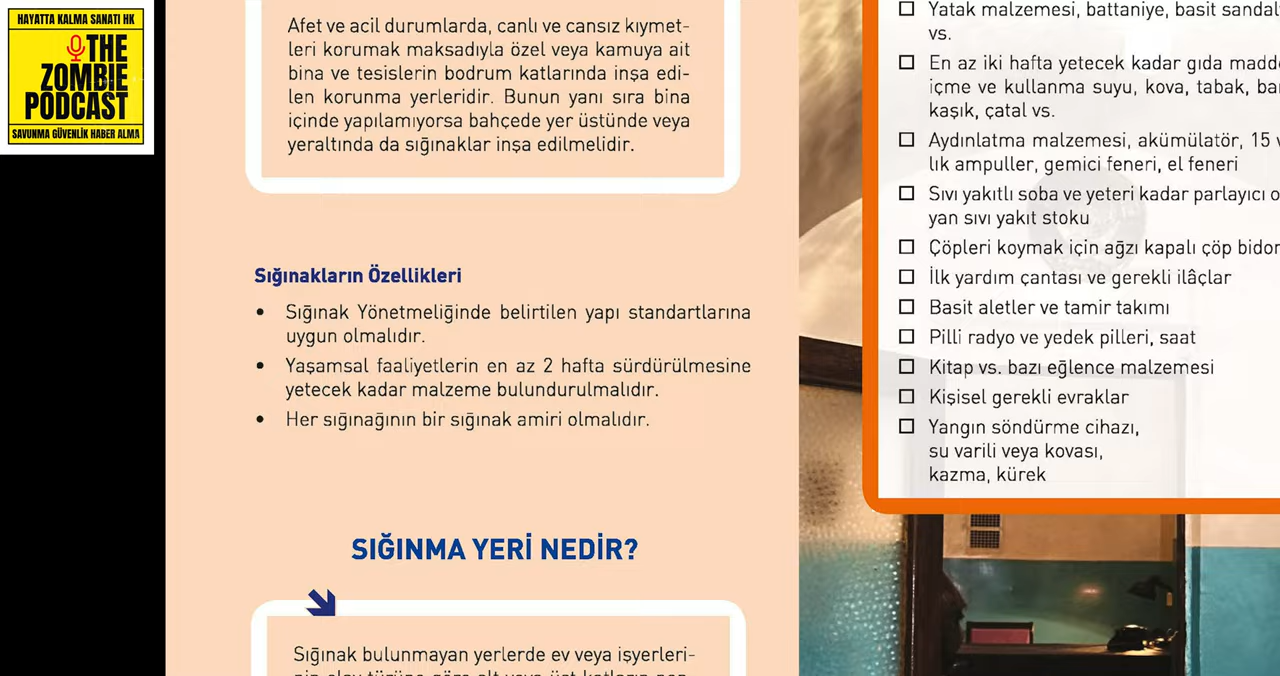 HAYATTA KALMA SANATI HK
THE
ZOMBIE
PODCAST
SAVUNMA GÜVENLİK HABER ALMA
Afet ve acil durumlarda, canlı ve cansız kıymet-
leri korumak maksadıyla özel veya kamuya ait
bina ve tesislerin bodrum katlarında inşa edi-
len korunma yerleridir. Bunun yanı sıra bina
içinde yapılamıyorsa bahçede yer üstünde veya
yeraltında da sığınaklar inşa edilmelidir.
Sığınakların Özellikleri
• Sığınak Yönetmeliğinde belirtilen yapı standartlarına
uygun olmalıdır.
• Yaşamsal faaliyetlerin en az 2 hafta sürdürülmesine
yetecek kadar malzeme bulundurulmalıdır.
• Her sığınağının bir sığınak amiri olmalıdır.
SIĞINMA YERİ NEDİR?
Sığınak bulunmayan yerlerde ev veya işyerleri-
Yatak malzemesi, battaniye, basit
vs.
En az iki hafta yetecek kadar gıda
içme ve kullanma suyu, kova, tabak,
kaşık, çatal vs.
Aydınlatma malzemesi, akümülatör, 15
lık ampuller, gemici feneri, el feneri
Sıvı yakıtlı soba ve yeteri kadar parlayıcı
yan sıvı yakıt stoku
Çöpleri koymak için ağzı kapalı çöp
İlk yardım çantası ve gerekli ilâçlar
Basit aletler ve tamir takımı
Pilli radyo ve yedek pilleri, saat
Kitap vs. bazı eğlence malzemesi
Kişisel gerekli evraklar
Yangın söndürme cihazı,
su varili veya kovası,
kazma, kürek